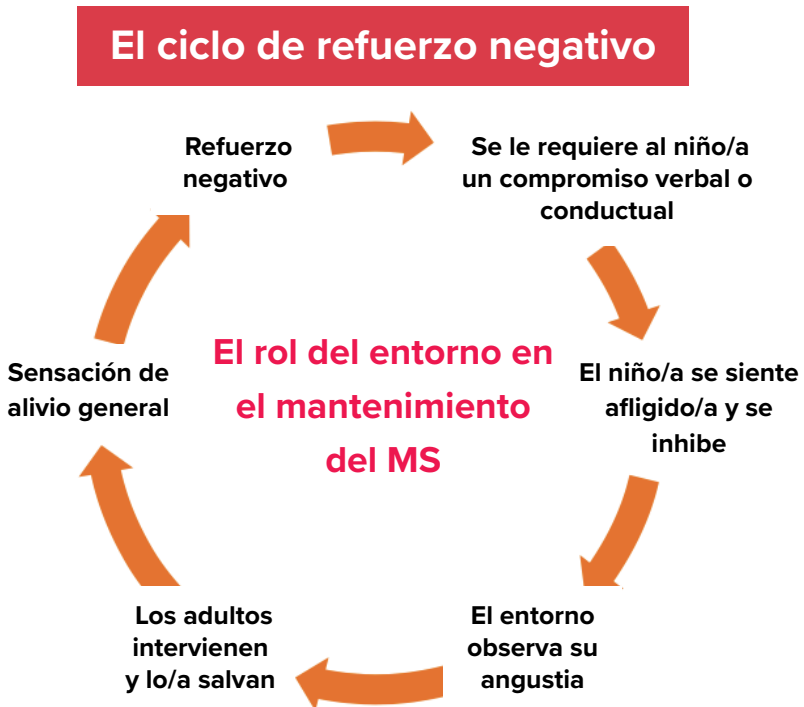 El ciclo de refuerzo negativo
Refuerzo
negativo
Se le requiere al niño/a
un compromiso verbal o
conductual
El rol del entorno en
el mantenimiento
del MS
Sensación de
alivio general
El niño/a se siente
afligido/a y se
inhibe
Los adultos
intervienen
y lo/a salvan
El entorno
observa su
angustia